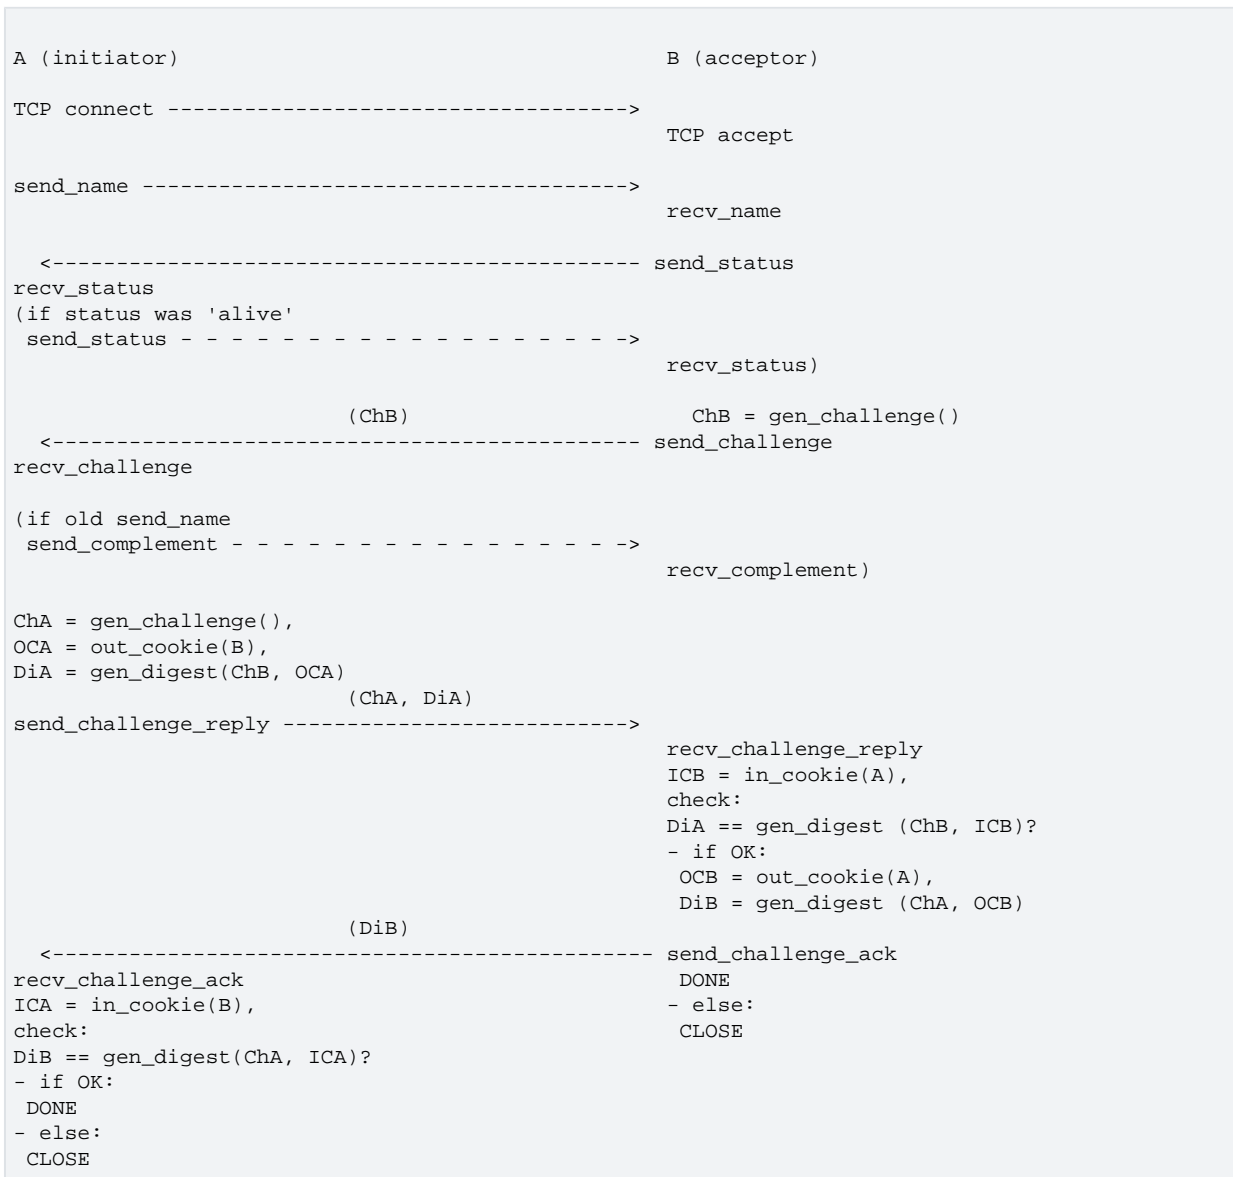 A (initiator)                                      B (acceptor)
TCP connect ------------------------------------>
                                                   TCP accept
send_name -------------------------------------->
                                                   recv_name
  <---------------------------------------------- send_status
recv_status
(if status was 'alive'
 send_status - - - - - - - - - - - - - - - - - ->
                                                   recv_status)
                          (ChB)                      ChB = gen_challenge()
  <---------------------------------------------- send_challenge
recv_challenge
(if old send_name
 send_complement - - - - - - - - - - - - - - - ->
                                                   recv_complement)
ChA = gen_challenge(),
OCA = out_cookie(B),
DiA = gen_digest(ChB, OCA)
                          (ChA, DiA)
send_challenge_reply --------------------------->
                                                   recv_challenge_reply
                                                   ICB = in_cookie(A),
                                                   check:
                                                   DiA == gen_digest (ChB, ICB)?
                                                   - if OK:
                                                    OCB = out_cookie(A),
                                                    DiB = gen_digest (ChA, OCB)
                          (DiB)
  <----------------------------------------------- send_challenge_ack
recv_challenge_ack                                  DONE
ICA = in_cookie(B),                                - else:
check:                                              CLOSE
DiB == gen_digest(ChA, ICA)?
- if OK:
 DONE
- else:
 CLOSE